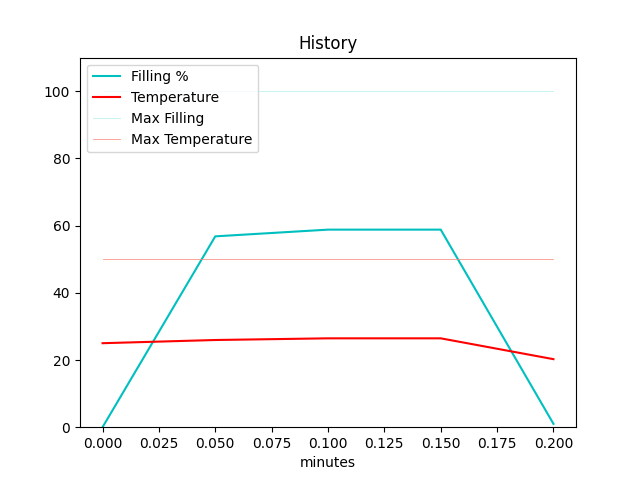 History
Filling %
Temperature
Max Filling
Max Temperature
100
80
60
40
20
0
0.000 0.025 0.050 0.075 0.100 0.125 0.150 0.175 0.200
minutes